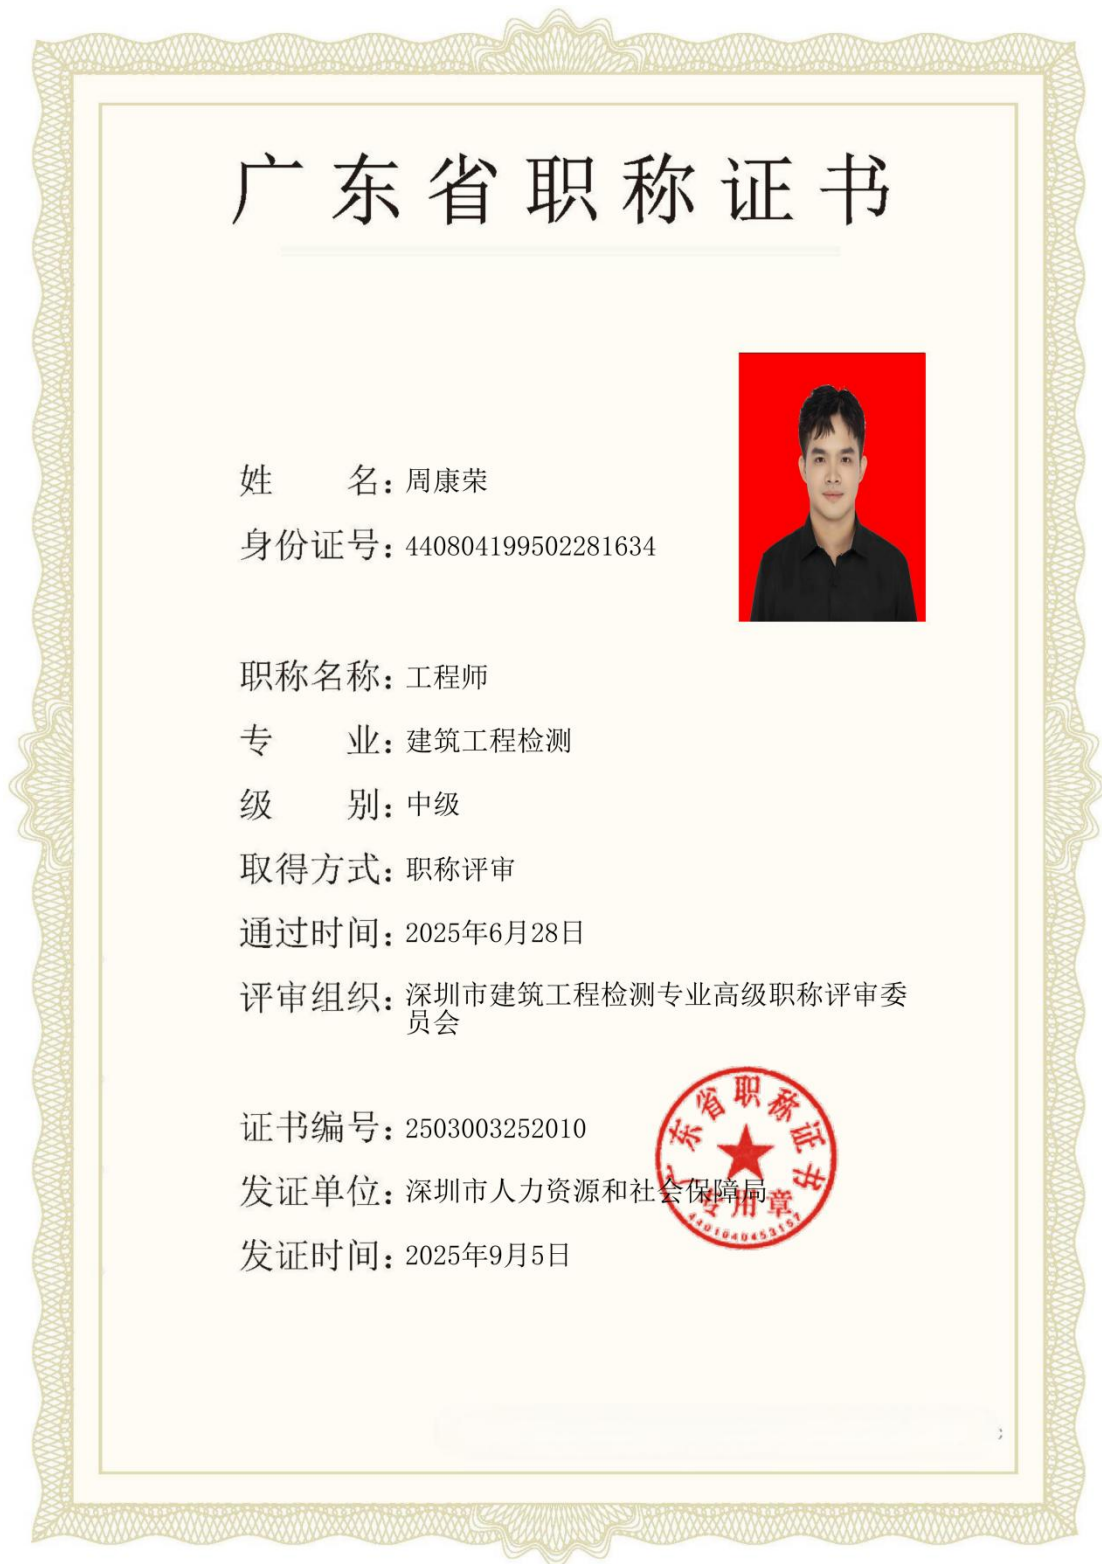 广东省职称证书
姓 名：周康荣
身份证号：440804199502281634
职称名称：工程师
专 业：建筑工程检测
级 别：中级
取得方式：职称评审
通过时间：2025年6月28日
评审组织：深圳市建筑工程检测专业高级职称评审委
员会
证书编号：2503003252010
发证单位：深圳市人力资源和社会保障局
发证时间：2025年9月5日
广东省职称证书
专用章
4401040453157